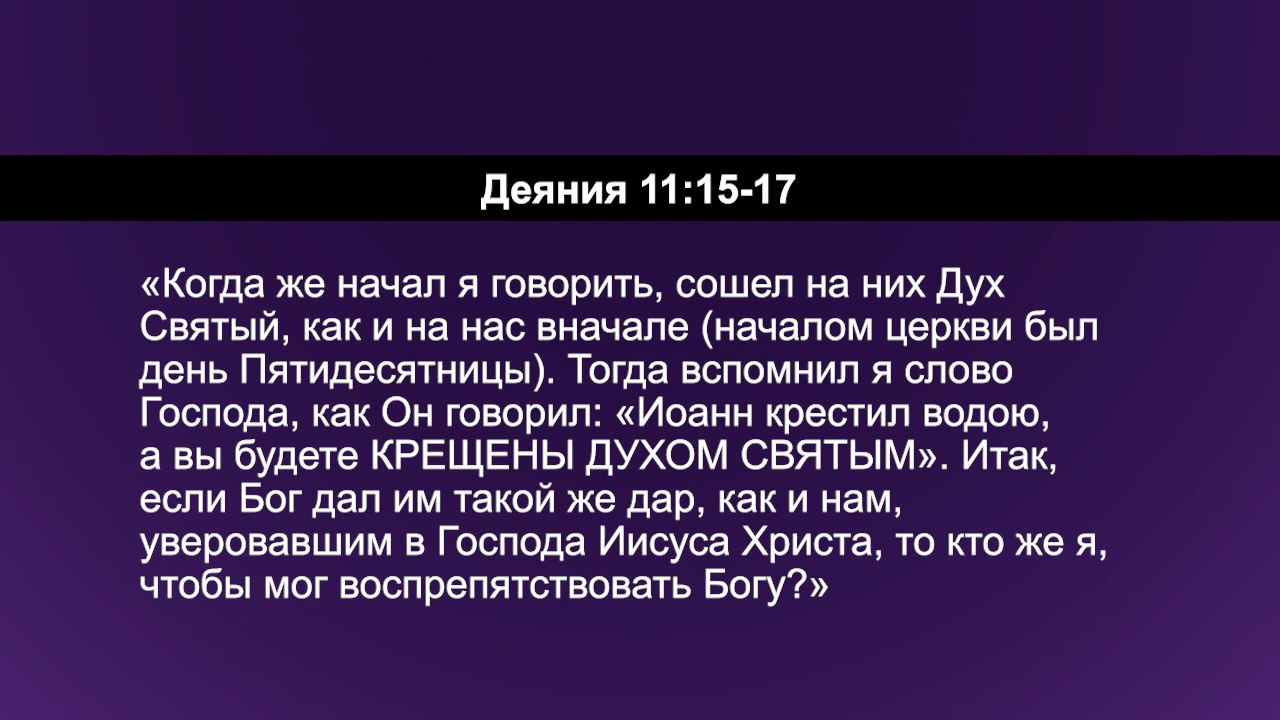 Деяния 11:15-17
«Когда же начал я говорить, сошел на них Дух
Святый, как и на нас вначале (началом церкви был
день Пятидесятницы). Тогда вспомнил я слово
Господа, как Он говорил: «Иоанн крестил водою,
а вы будете КРЕЩЕНЫ ДУХОМ СВЯТЫМ». Итак,
если Бог дал им такой же дар, как и нам,
уверовавшим в Господа Иисуса Христа, то кто же я,
чтобы мог воспрепятствовать Богу?»